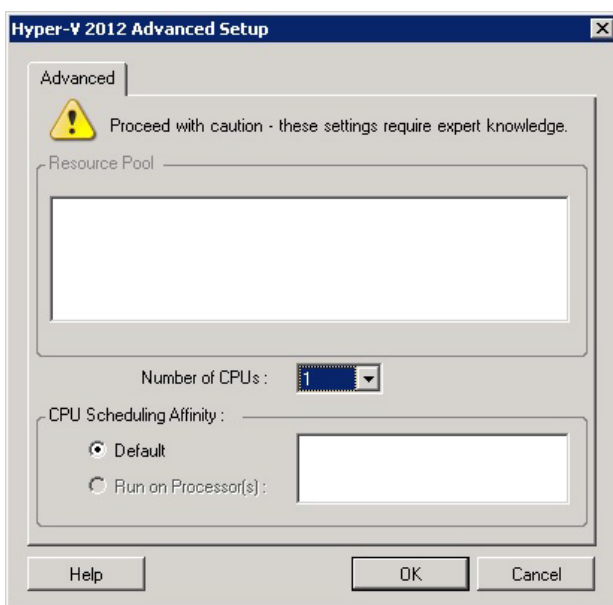 Hyper-V 2012 Advanced Setup
Advanced
Proceed with caution - these settings require expert knowledge.
Resource Pool
Number of CPUs :
1
CPU Scheduling Affinity :
Default
Run on Processor(s) :
Help
OK
Cancel